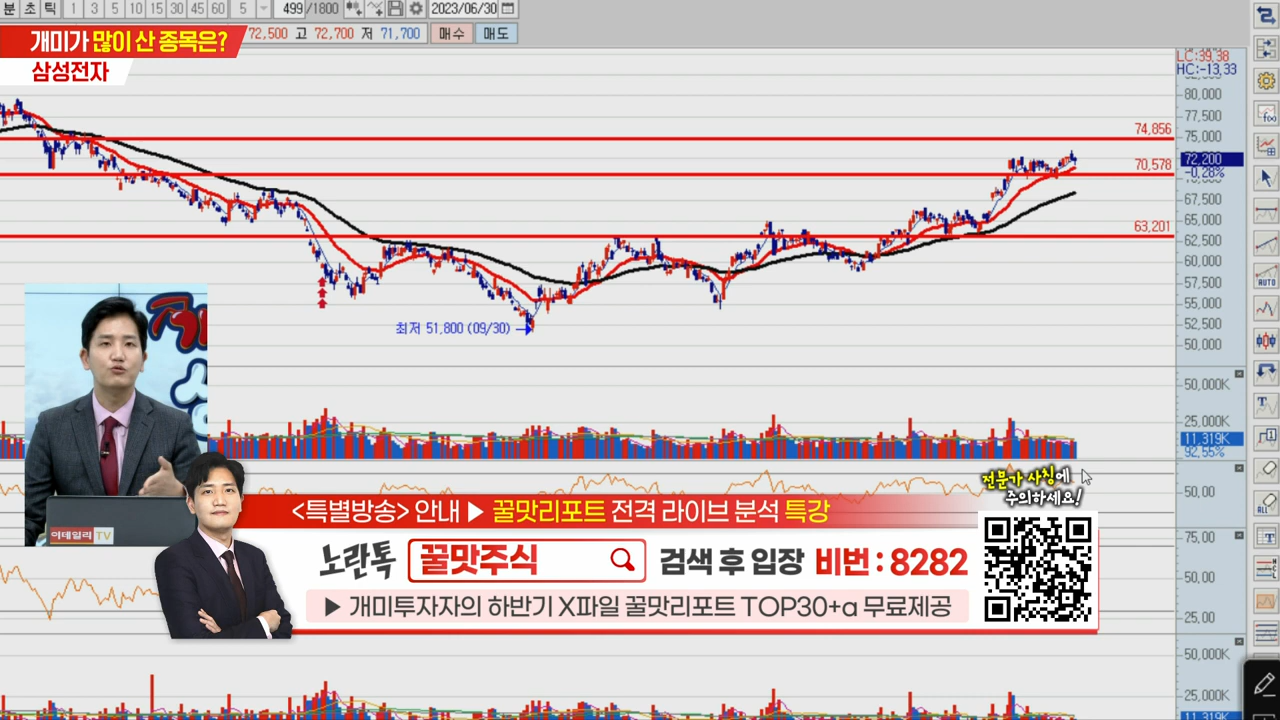 분 초 틱 1 3 5 10 15 30 45 60 5 499 /1800 2023/06/30
개미가 많이 산 종목은?
72,500 고 72,700 저 71,700 매수 매도
삼성전자
LC:39,38
HC:-13,33
80,000
77,500
74,856
75,000
72,200
-0,28%
70,578
67,500
65,000
63,201
62,500
60,000
57,500
55,000
최저 51,800 (09/30)
52,500
50,000
50,000K
25,000K
11,319K
92,55%
전문가 사칭에
주의하세요!
50,00
<특별방송> 안내 ▶ 꿀맛리포트 전격 라이브 분석 특강
이데일리 TV
75,00
노란톡 꿀맛주식 검색 후 입장 비번 : 8282
50,00
▶ 개미투자자의 하반기 X파일 꿀맛리포트 TOP30+a 무료제공
25,00
50,000K
25,000K
11,319K
AUTO
ALL